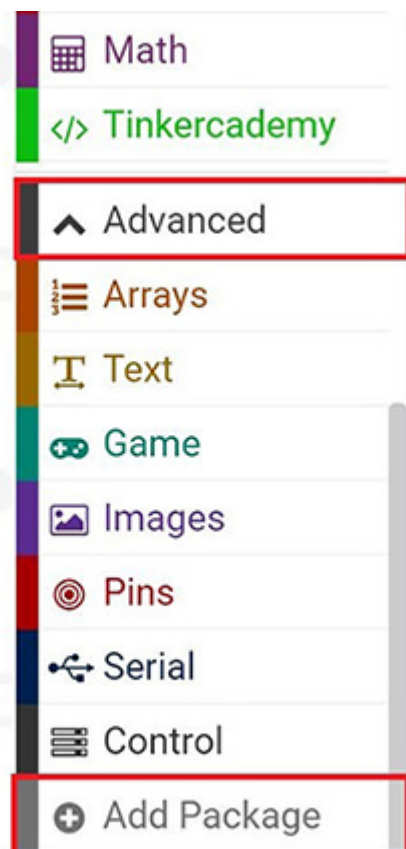 Math
</> Tinkercademy
Advanced
Arrays
Text
Game
Images
Pins
Serial
Control
Add Package